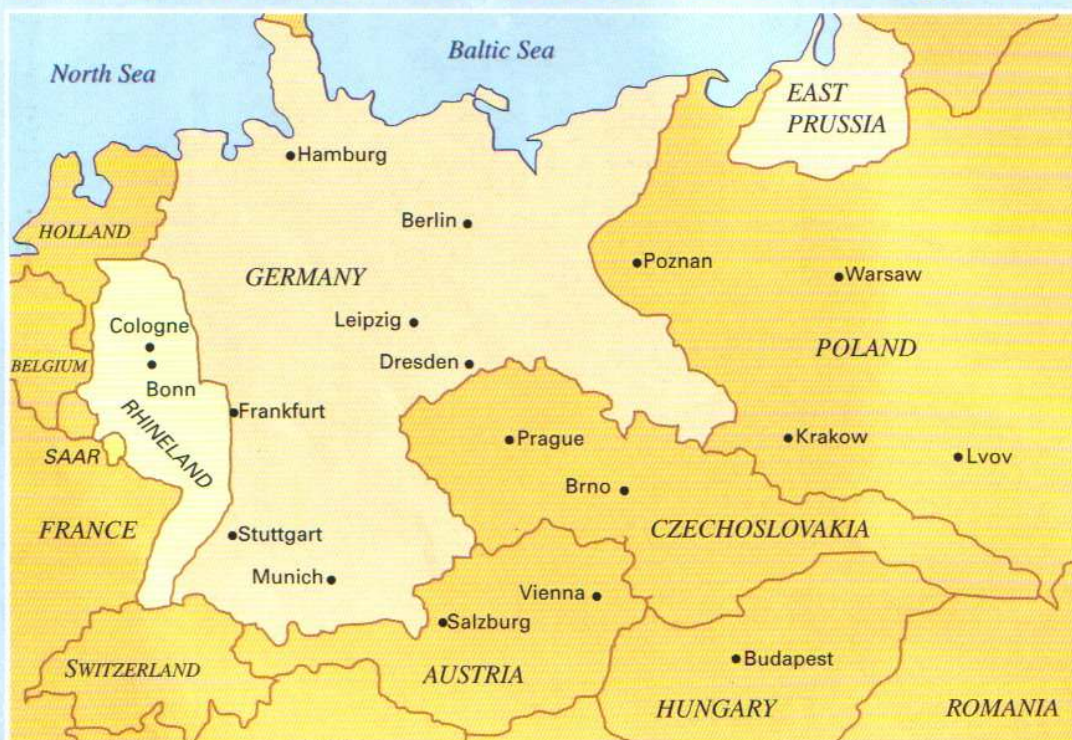 North Sea
Baltic Sea
EAST
PRUSSIA
Hamburg
HOLLAND
Berlin
GERMANY
Poznan
Warsaw
Cologne
Leipzig
POLAND
BELGIUM
Dresden
Bonn
RHINELAND
Frankfurt
SAAR
Prague
Krakow
Lvov
Brno
FRANCE
Stuttgart
CZECHOSLOVAKIA
Munich
Vienna
Salzburg
SWITZERLAND
AUSTRIA
Budapest
HUNGARY
ROMANIA